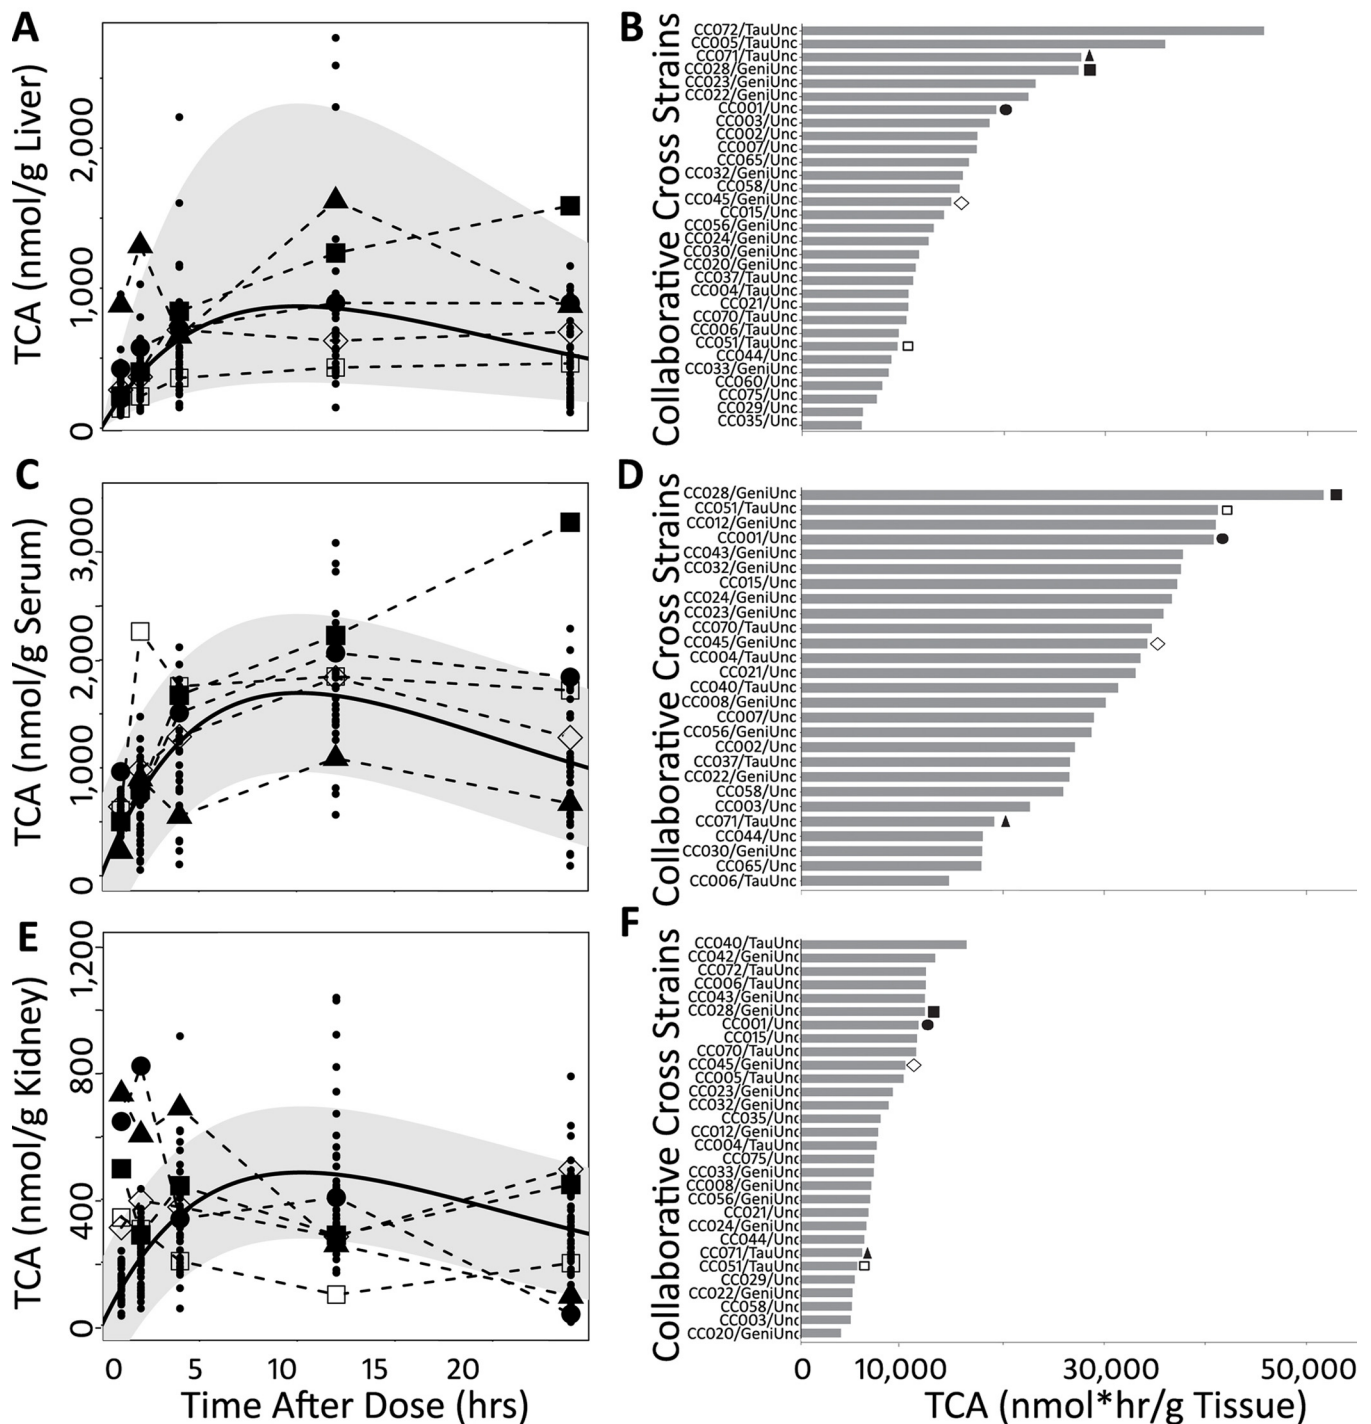 A
TCA (nmol/g Liver)
0
1,000
2,000
B
Collaborative Cross Strains
CC072/TauUnc
CC005/TauUnc
CC071/TauUnc
CC028/GeniUnc
CC023/GeniUnc
CC022/GeniUnc
CC001/Unc
CC003/Unc
CC002/Unc
CC007/Unc
CC065/Unc
CC032/GeniUnc
CC058/Unc
CC045/GeniUnc
CC015/Unc
CC056/GeniUnc
CC024/GeniUnc
CC030/GeniUnc
CC020/GeniUnc
CC037/TauUnc
CC004/TauUnc
CC021/Unc
CC070/TauUnc
CC006/TauUnc
CC051/TauUnc
CC044/Unc
CC033/GeniUnc
CC060/Unc
CC075/Unc
CC029/Unc
CC035/Unc
C
TCA (nmol/g Serum)
0
1,000
2,000
3,000
D
Collaborative Cross Strains
CC028/GeniUnc
CC051/TauUnc
CC012/GeniUnc
CC001/Unc
CC043/GeniUnc
CC032/GeniUnc
CC015/Unc
CC024/GeniUnc
CC023/GeniUnc
CC070/TauUnc
CC045/GeniUnc
CC004/TauUnc
CC021/Unc
CC040/TauUnc
CC008/GeniUnc
CC007/Unc
CC056/GeniUnc
CC002/Unc
CC037/TauUnc
CC022/GeniUnc
CC058/Unc
CC003/Unc
CC071/TauUnc
CC044/Unc
CC030/GeniUnc
CC065/Unc
CC006/TauUnc
E
TCA (nmol/g Kidney)
0
400
800
1,200
0 5 10 15 20
Time After Dose (hrs)
F
Collaborative Cross Strains
CC040/TauUnc
CC042/GeniUnc
CC072/TauUnc
CC006/TauUnc
CC043/GeniUnc
CC028/GeniUnc
CC001/Unc
CC015/Unc
CC070/TauUnc
CC045/GeniUnc
CC005/TauUnc
CC023/GeniUnc
CC032/GeniUnc
CC035/Unc
CC012/GeniUnc
CC004/TauUnc
CC075/Unc
CC033/GeniUnc
CC008/GeniUnc
CC056/GeniUnc
CC021/Unc
CC024/GeniUnc
CC044/Unc
CC071/TauUnc
CC051/TauUnc
CC029/Unc
CC022/GeniUnc
CC058/Unc
CC003/Unc
CC020/GeniUnc
0 10,000 30,000 50,000
TCA (nmol*hr/g Tissue)